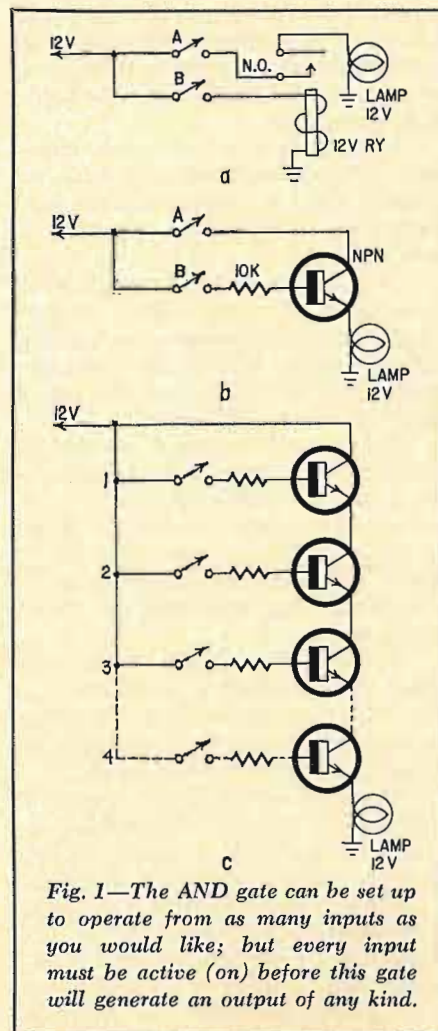 12V
A
N.O.
B
LAMP
12V
12V RY
a
12V
A
NPN
B
10K
LAMP
12V
b
12V
1
2
3
4
LAMP
12V
c
Fig. 1—The AND gate can be set up
to operate from as many inputs as
you would like; but every input
must be active (on) before this gate
will generate an output of any kind.